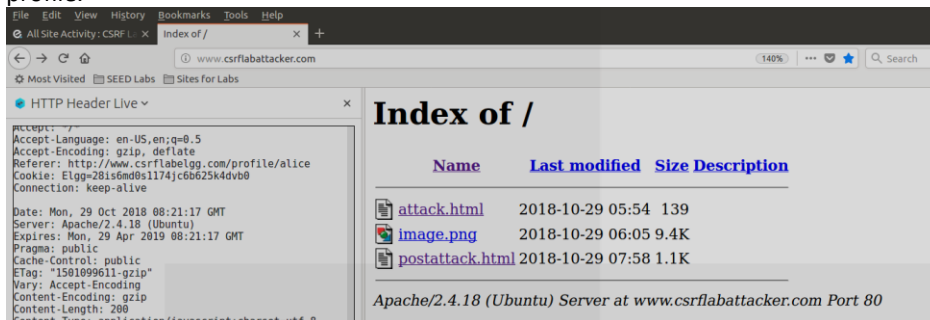 File Edit View History Bookmarks Tools Help
All Site Activity: CSRF La × Index of / × +
www.csrflabattacker.com 140% ... Search
Most Visited SEED Labs Sites for Labs
HTTP Header Live ×
Accept: */*
Accept-Language: en-US,en;q=0.5
Accept-Encoding: gzip, deflate
Referer: http://www.csrflabelgg.com/profile/alice
Cookie: Elgg=28is6md0s1174jc6b625k4dvb0
Connection: keep-alive
Date: Mon, 29 Oct 2018 08:21:17 GMT
Server: Apache/2.4.18 (Ubuntu)
Expires: Mon, 29 Apr 2019 08:21:17 GMT
Pragma: public
Cache-Control: public
ETag: "1501099611-gzip"
Vary: Accept-Encoding
Content-Encoding: gzip
Content-Length: 200
Index of /
Name Last modified Size Description
attack.html 2018-10-29 05:54 139
image.png 2018-10-29 06:05 9.4K
postattack.html 2018-10-29 07:58 1.1K
Apache/2.4.18 (Ubuntu) Server at www.csrflabattacker.com Port 80